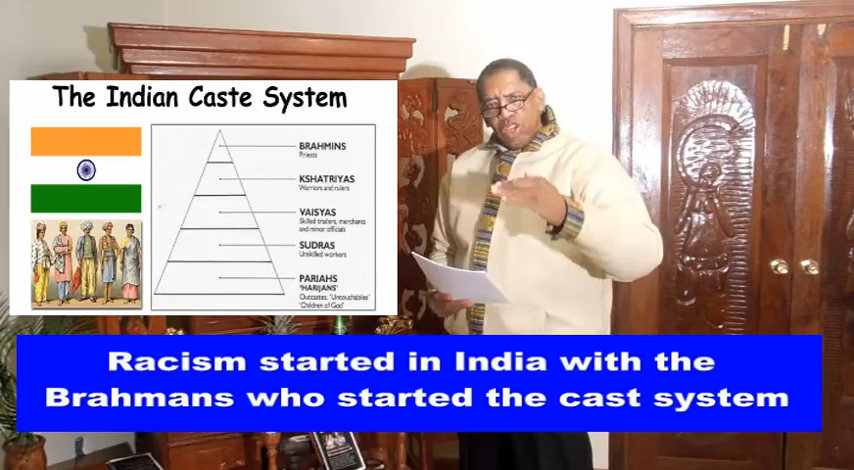 The Indian Caste System
BRAHMINS
Priests
KSHATRIYAS
Warriors and rulers
VAISYAS
Skilled traders, merchants
and minor officials
SUDRAS
Unskilled workers
PARIAHS
'HARIJANS'
Outcastes, 'Untouchables'
'Children of God'
Racism started in India with the
Brahmans who started the cast system